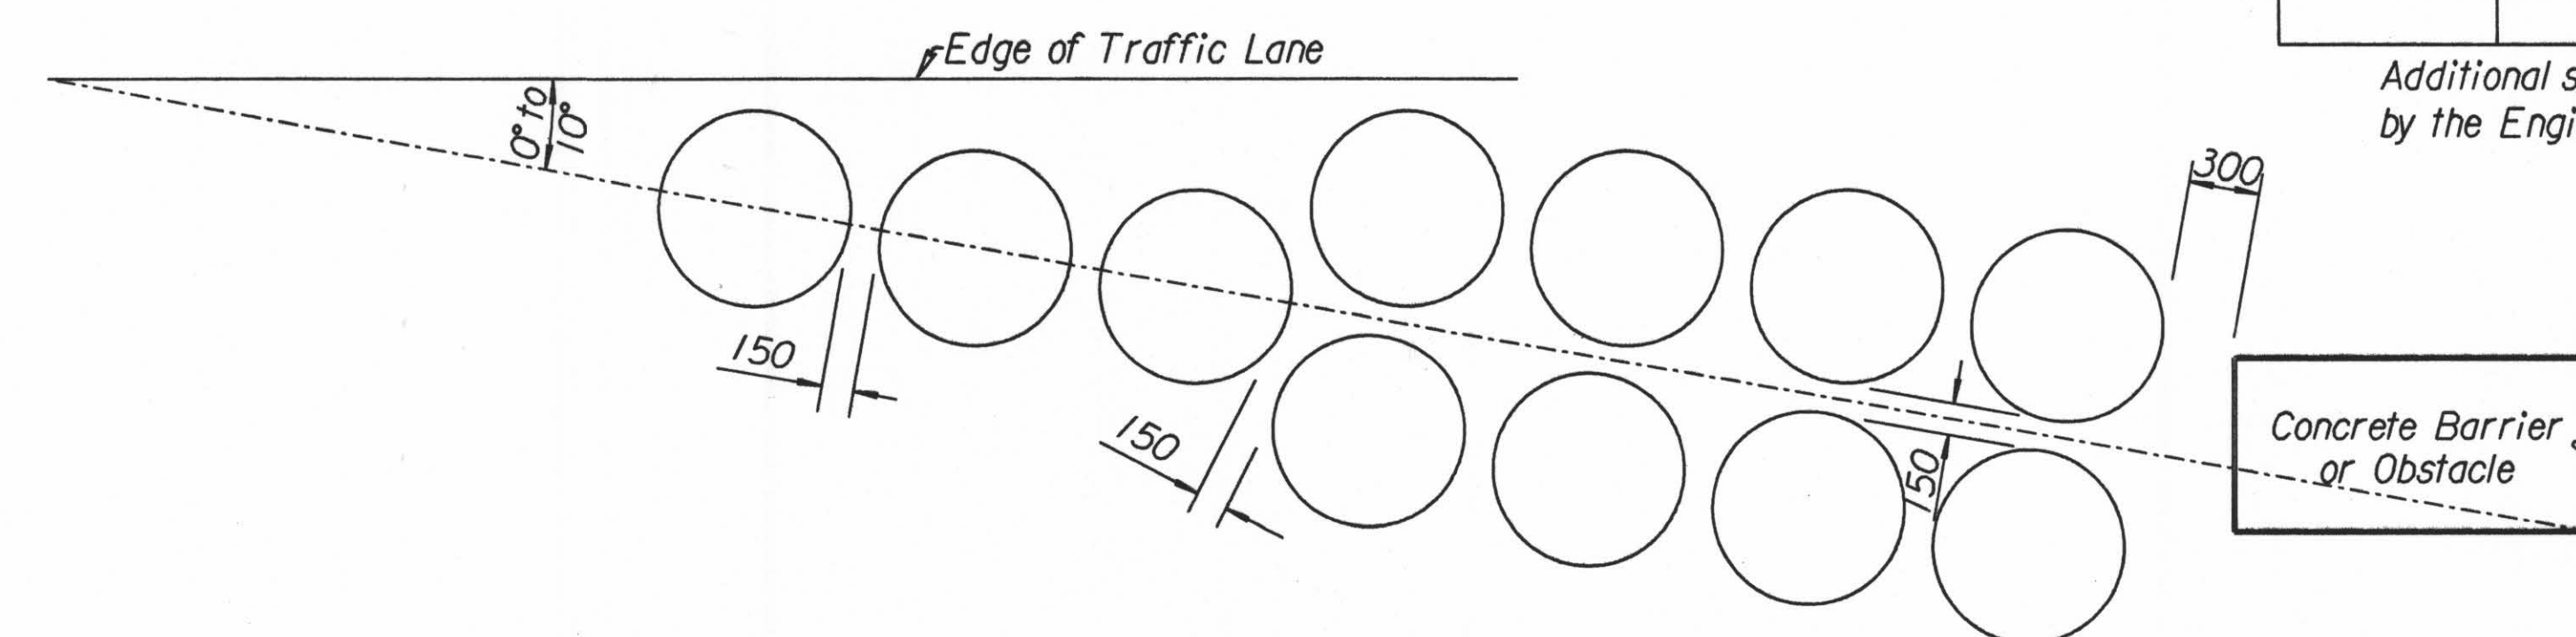 Edge of Traffic Lane
Additional s
by the Engi
0° to
10°
300
150
150
150
Concrete Barrier
or Obstacle